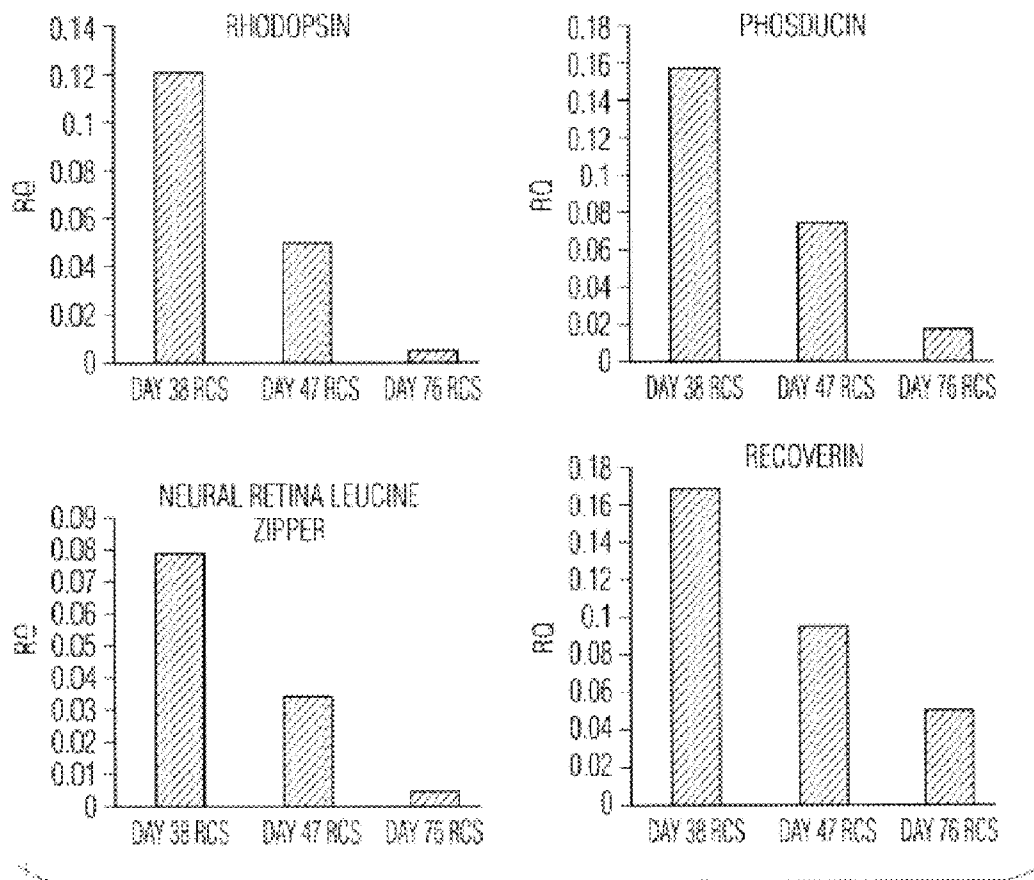 RHODOPSIN
0.14
0.12
0.1
0.08
0.06
0.04
0.02
0
RQ
DAY 38 RCS DAY 47 RCS DAY 76 RCS
PHOSDUCIN
0.18
0.16
0.14
0.12
0.1
0.08
0.06
0.04
0.02
0
RQ
DAY 38 RCS DAY 47 RCS DAY 76 RCS
NEURAL RETINA LEUCINE
ZIPPER
0.09
0.08
0.07
0.06
0.05
0.04
0.03
0.02
0.01
0
RQ
DAY 38 RCS DAY 47 RCS DAY 76 RCS
RECOVERIN
0.18
0.16
0.14
0.12
0.1
0.08
0.06
0.04
0.02
0
RQ
DAY 38 RCS DAY 47 RCS DAY 76 RCS